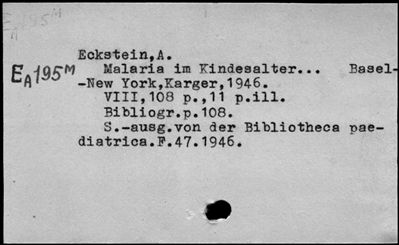 Eckstein,A.
EA195M
Malaria im Kindesalter... Basel-
-New York,Karger,1946.
VIII,108 p.,11 p.ill.
Bibliogr.p.108.
S.-ausg.von der Bibliotheca pae-
diatrica.F.47.1946.